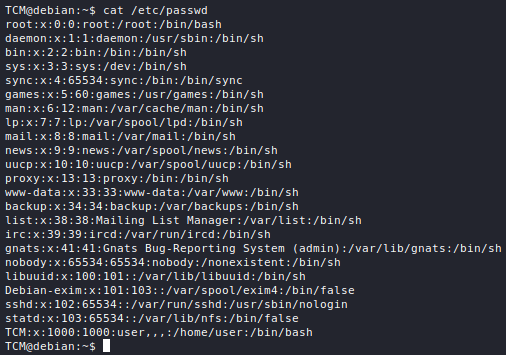 TCM@debian:~$ cat /etc/passwd
root:x:0:0:root:/root:/bin/bash
daemon:x:1:1:daemon:/usr/sbin:/bin/sh
bin:x:2:2:bin:/bin:/bin/sh
sys:x:3:3:sys:/dev:/bin/sh
sync:x:4:65534:sync:/bin:/bin/sync
games:x:5:60:games:/usr/games:/bin/sh
man:x:6:12:man:/var/cache/man:/bin/sh
lp:x:7:7:lp:/var/spool/lpd:/bin/sh
mail:x:8:8:mail:/var/mail:/bin/sh
news:x:9:9:news:/var/spool/news:/bin/sh
uucp:x:10:10:uucp:/var/spool/uucp:/bin/sh
proxy:x:13:13:proxy:/bin:/bin/sh
www-data:x:33:33:www-data:/var/www:/bin/sh
backup:x:34:34:backup:/var/backups:/bin/sh
list:x:38:38:Mailing List Manager:/var/list:/bin/sh
irc:x:39:39:ircd:/var/run/ircd:/bin/sh
gnats:x:41:41:Gnats Bug-Reporting System (admin):/var/lib/gnats:/bin/sh
nobody:x:65534:65534:nobody:/nonexistent:/bin/sh
libuuid:x:100:101::/var/lib/libuuid:/bin/sh
Debian-exim:x:101:103::/var/spool/exim4:/bin/false
sshd:x:102:65534::/var/run/sshd:/usr/sbin/nologin
statd:x:103:65534::/var/lib/nfs:/bin/false
TCM:x:1000:1000:user,,,:/home/user:/bin/bash
TCM@debian:~$